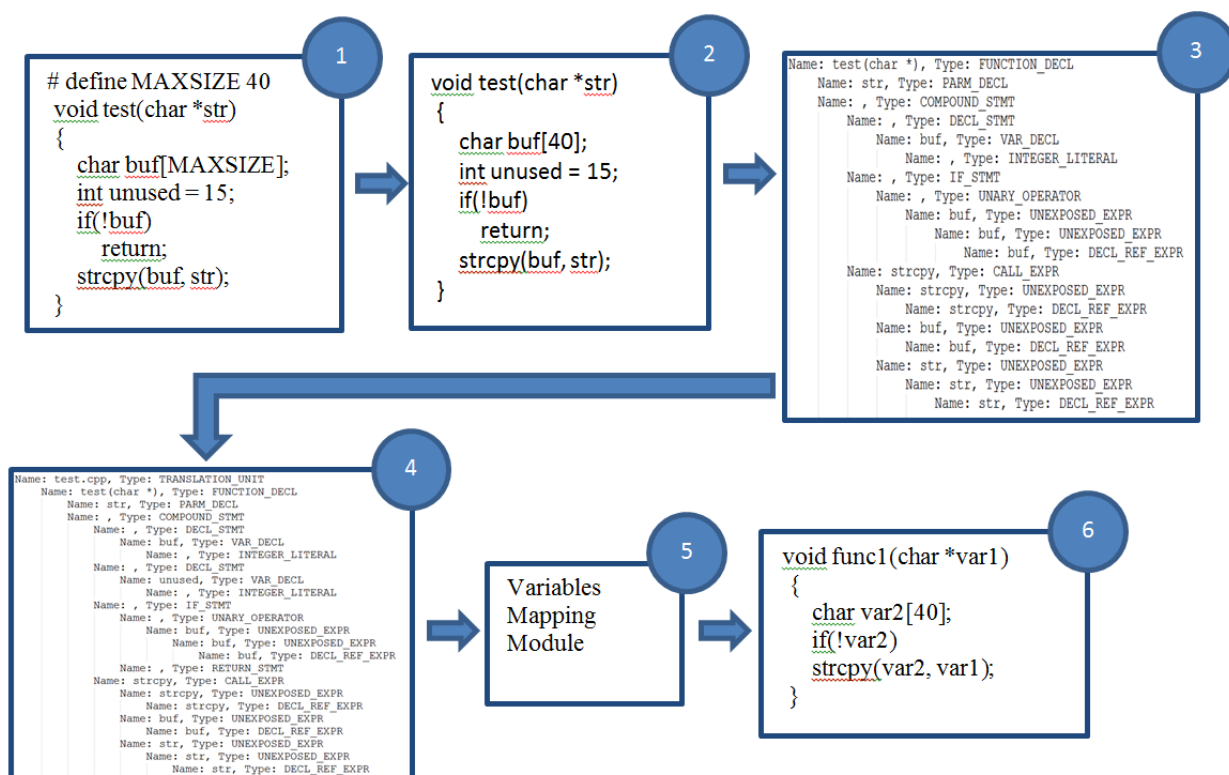 1
# define MAXSIZE 40
void test(char *str)
{
char buf[MAXSIZE];
int unused = 15;
if(!buf)
return;
strcpy(buf, str);
}
2
void test(char *str)
{
char buf[40];
int unused = 15;
if(!buf)
return;
strcpy(buf, str);
}
3
Name: test(char *), Type: FUNCTION_DECL
Name: str, Type: PARM_DECL
Name: , Type: COMPOUND_STMT
Name: , Type: DECL_STMT
Name: buf, Type: VAR_DECL
Name: , Type: INTEGER_LITERAL
Name: , Type: IF_STMT
Name: , Type: UNARY_OPERATOR
Name: buf, Type: UNEXPOSED_EXPR
Name: buf, Type: UNEXPOSED_EXPR
Name: buf, Type: DECL_REF_EXPR
Name: strcpy, Type: CALL_EXPR
Name: strcpy, Type: UNEXPOSED_EXPR
Name: strcpy, Type: DECL_REF_EXPR
Name: buf, Type: UNEXPOSED_EXPR
Name: buf, Type: DECL_REF_EXPR
Name: str, Type: UNEXPOSED_EXPR
Name: str, Type: UNEXPOSED_EXPR
Name: str, Type: DECL_REF_EXPR
4
Name: test.cpp, Type: TRANSLATION_UNIT
Name: test(char *), Type: FUNCTION_DECL
Name: str, Type: PARM_DECL
Name: , Type: COMPOUND_STMT
Name: , Type: DECL_STMT
Name: buf, Type: VAR_DECL
Name: , Type: INTEGER_LITERAL
Name: , Type: DECL_STMT
Name: unused, Type: VAR_DECL
Name: , Type: INTEGER_LITERAL
Name: , Type: IF_STMT
Name: , Type: UNARY_OPERATOR
Name: buf, Type: UNEXPOSED_EXPR
Name: buf, Type: UNEXPOSED_EXPR
Name: buf, Type: DECL_REF_EXPR
Name: , Type: RETURN_STMT
Name: strcpy, Type: CALL_EXPR
Name: strcpy, Type: UNEXPOSED_EXPR
Name: strcpy, Type: DECL_REF_EXPR
Name: buf, Type: UNEXPOSED_EXPR
Name: buf, Type: DECL_REF_EXPR
Name: str, Type: UNEXPOSED_EXPR
Name: str, Type: UNEXPOSED_EXPR
Name: str, Type: DECL_REF_EXPR
5
Variables
Mapping
Module
6
void func1(char *var1)
{
char var2[40];
if(!var2)
strcpy(var2, var1);
}